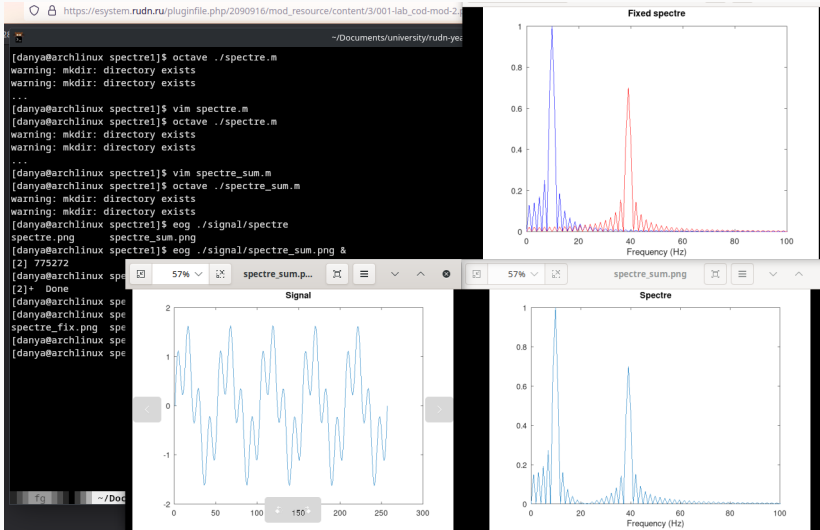 https://esystem.rudn.ru/pluginfile.php/2090916/mod_resource/content/3/001-lab_cod-mod-2.p
~/Documents/university/rudn-yea
[danya@archlinux spectre1]$ octave ./spectre.m
warning: mkdir: directory exists
warning: mkdir: directory exists
...
[danya@archlinux spectre1]$ vim spectre.m
[danya@archlinux spectre1]$ octave ./spectre.m
warning: mkdir: directory exists
warning: mkdir: directory exists
...
[danya@archlinux spectre1]$ vim spectre_sum.m
[danya@archlinux spectre1]$ octave ./spectre_sum.m
warning: mkdir: directory exists
warning: mkdir: directory exists
[danya@archlinux spectre1]$ eog ./signal/spectre
spectre.png spectre_sum.png
[danya@archlinux spectre1]$ eog ./signal/spectre_sum.png &
[2] 775272
[danya@archlinux spe
[2]+ Done
[danya@archlinux spe
[danya@archlinux spe
spectre_fix.png spe
[danya@archlinux spe
[danya@archlinux spe
fg ~/Doc
Fixed spectre
1
0.8
0.6
0.4
0.2
0
0 20 40 60 80 100
Frequency (Hz)
57% spectre_sum.p...
Signal
2
1
0
-1
-2
0 50 100 150 200 250 300
57% spectre_sum.png
Spectre
1
0.8
0.6
0.4
0.2
0
0 20 40 60 80 100
Frequency (Hz)